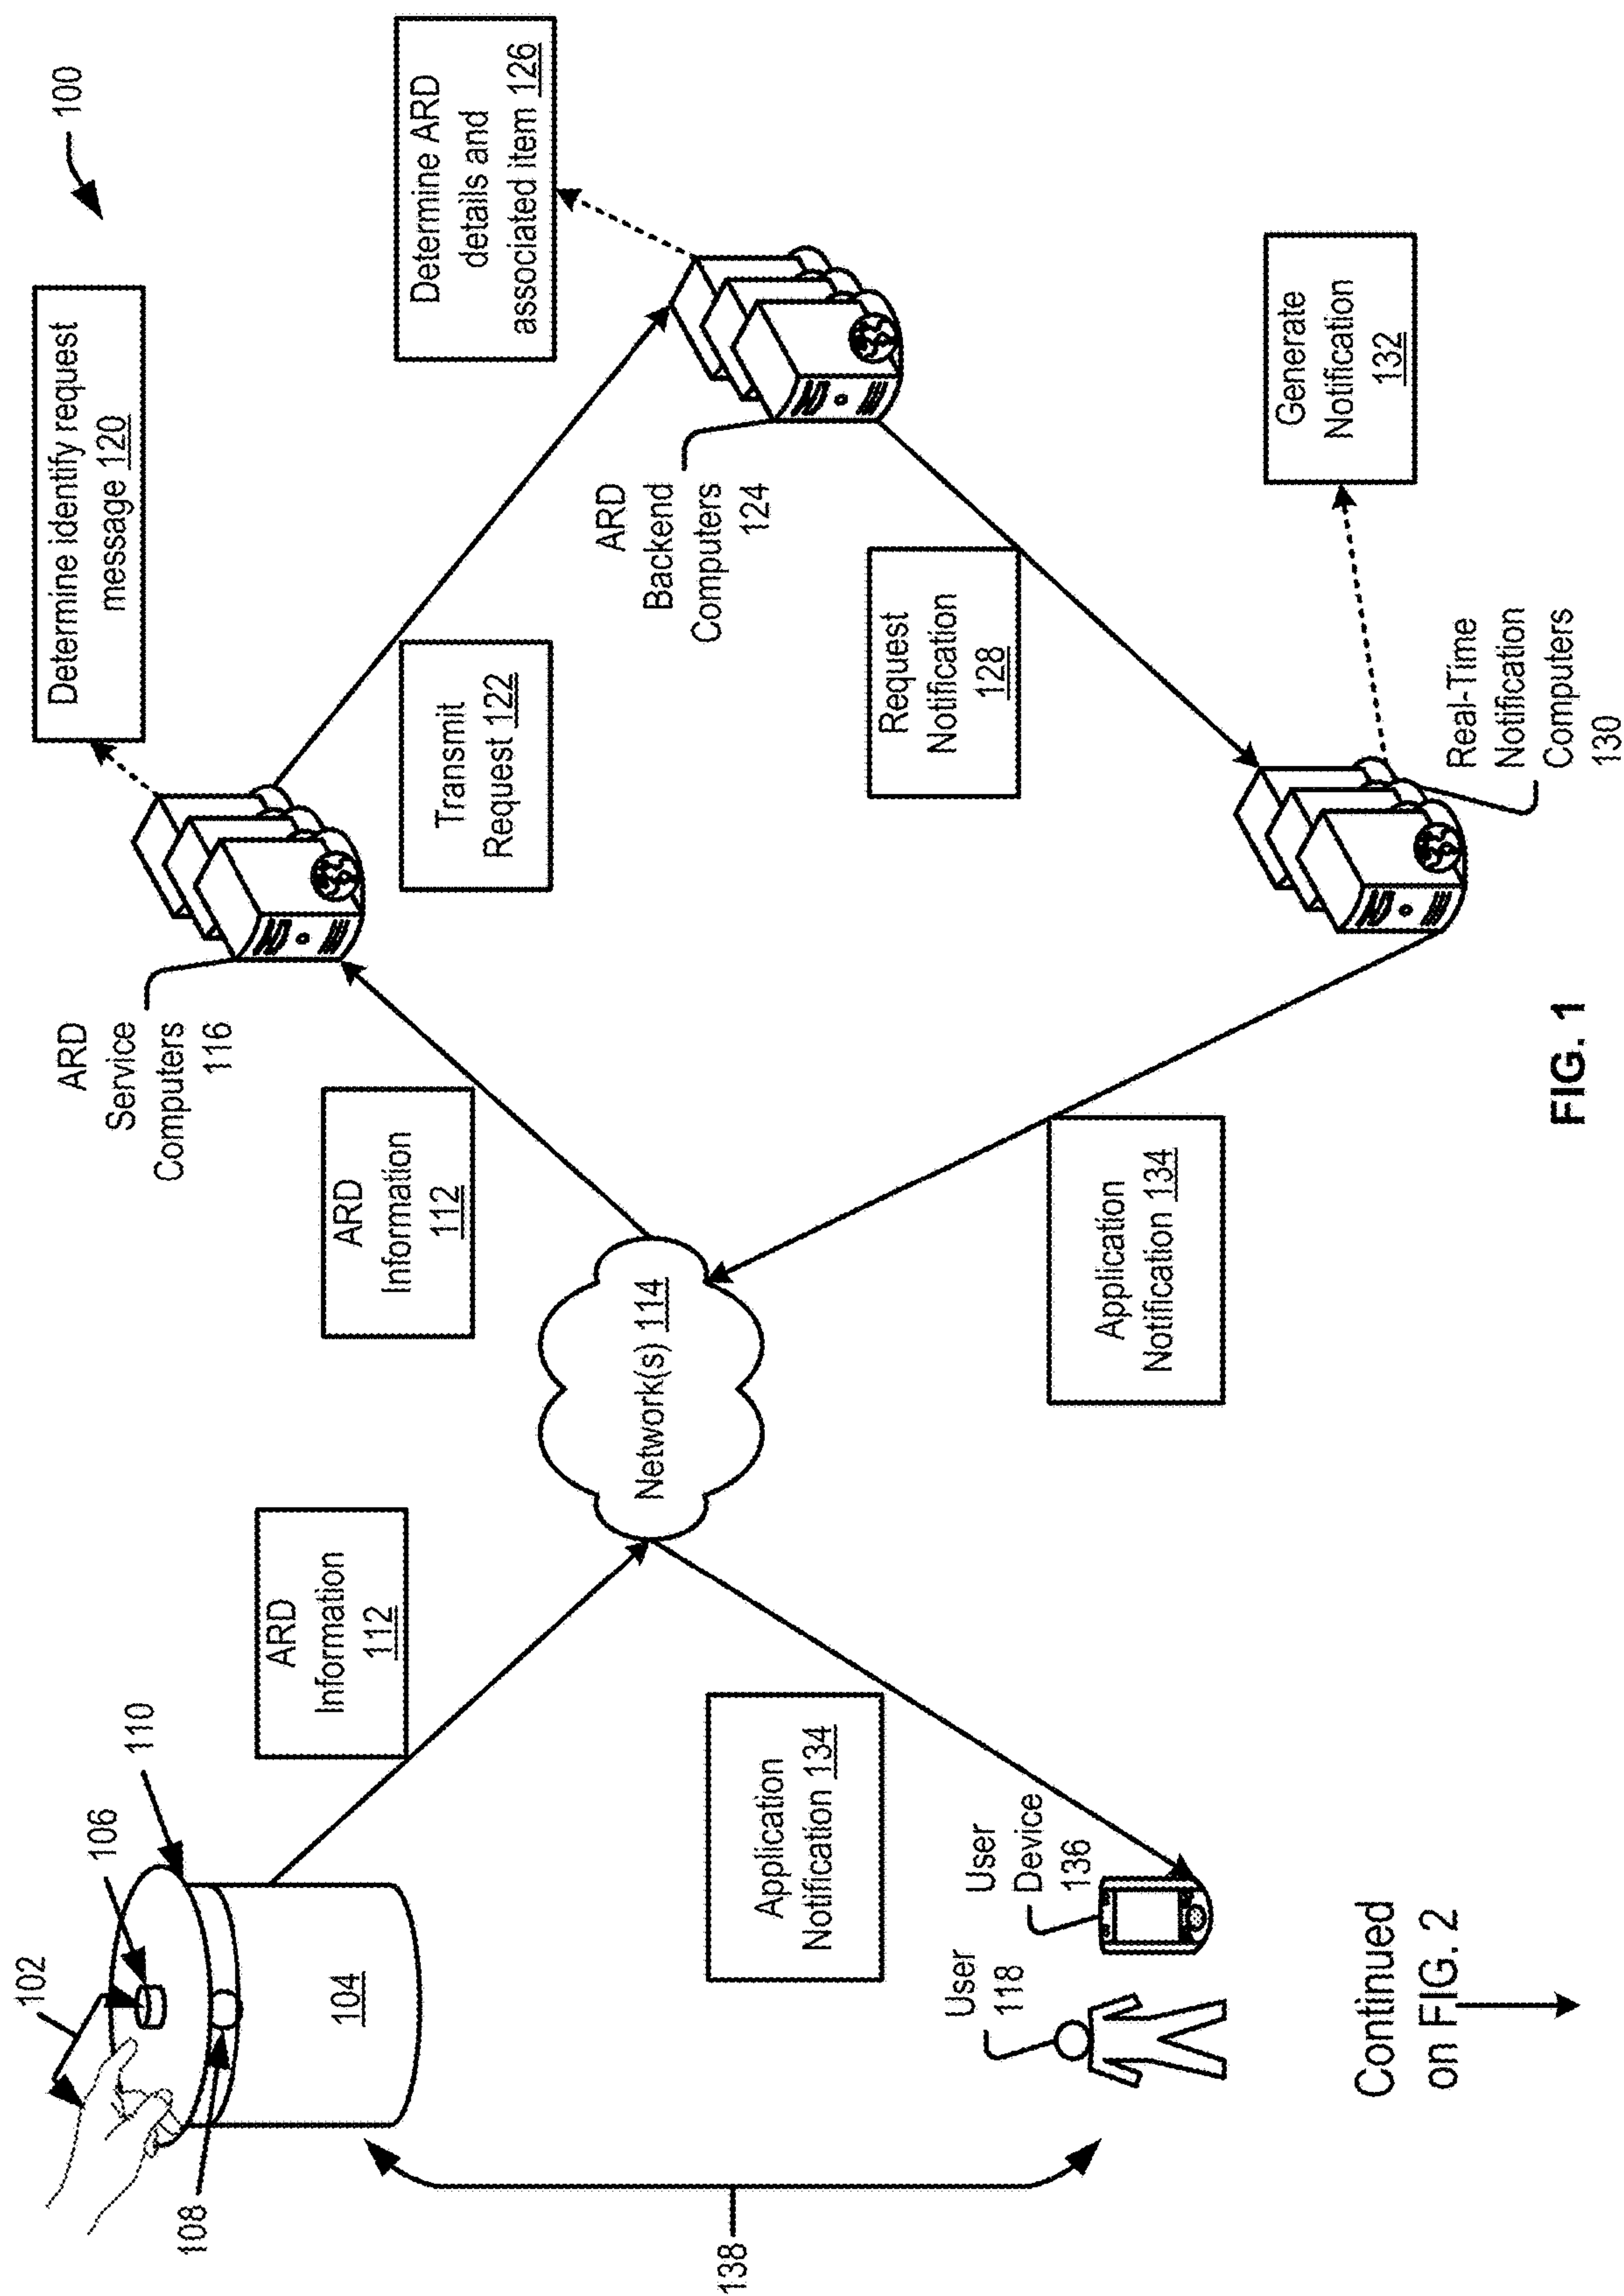 100
102
106
110
108
104
ARD
Information
112
ARD
Information
112
ARD
Service
Computers
116
Determine identify request
message 120
Transmit
Request 122
Determine ARD
details and
associated item 126
ARD
Backend
Computers
124
Network(s) 114
Request
Notification
128
Generate
Notification
132
Real-Time
Notification
Computers
130
Application
Notification 134
Application
Notification 134
User
118
User
Device
136
138
Continued
on FIG. 2
FIG. 1